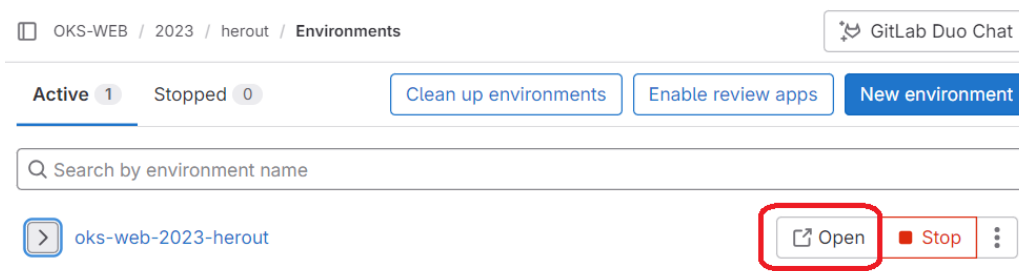 OKS-WEB / 2023 / herout / Environments
GitLab Duo Chat
Active 1 Stopped 0 Clean up environments Enable review apps New environment
Search by environment name
oks-web-2023-herout Open Stop